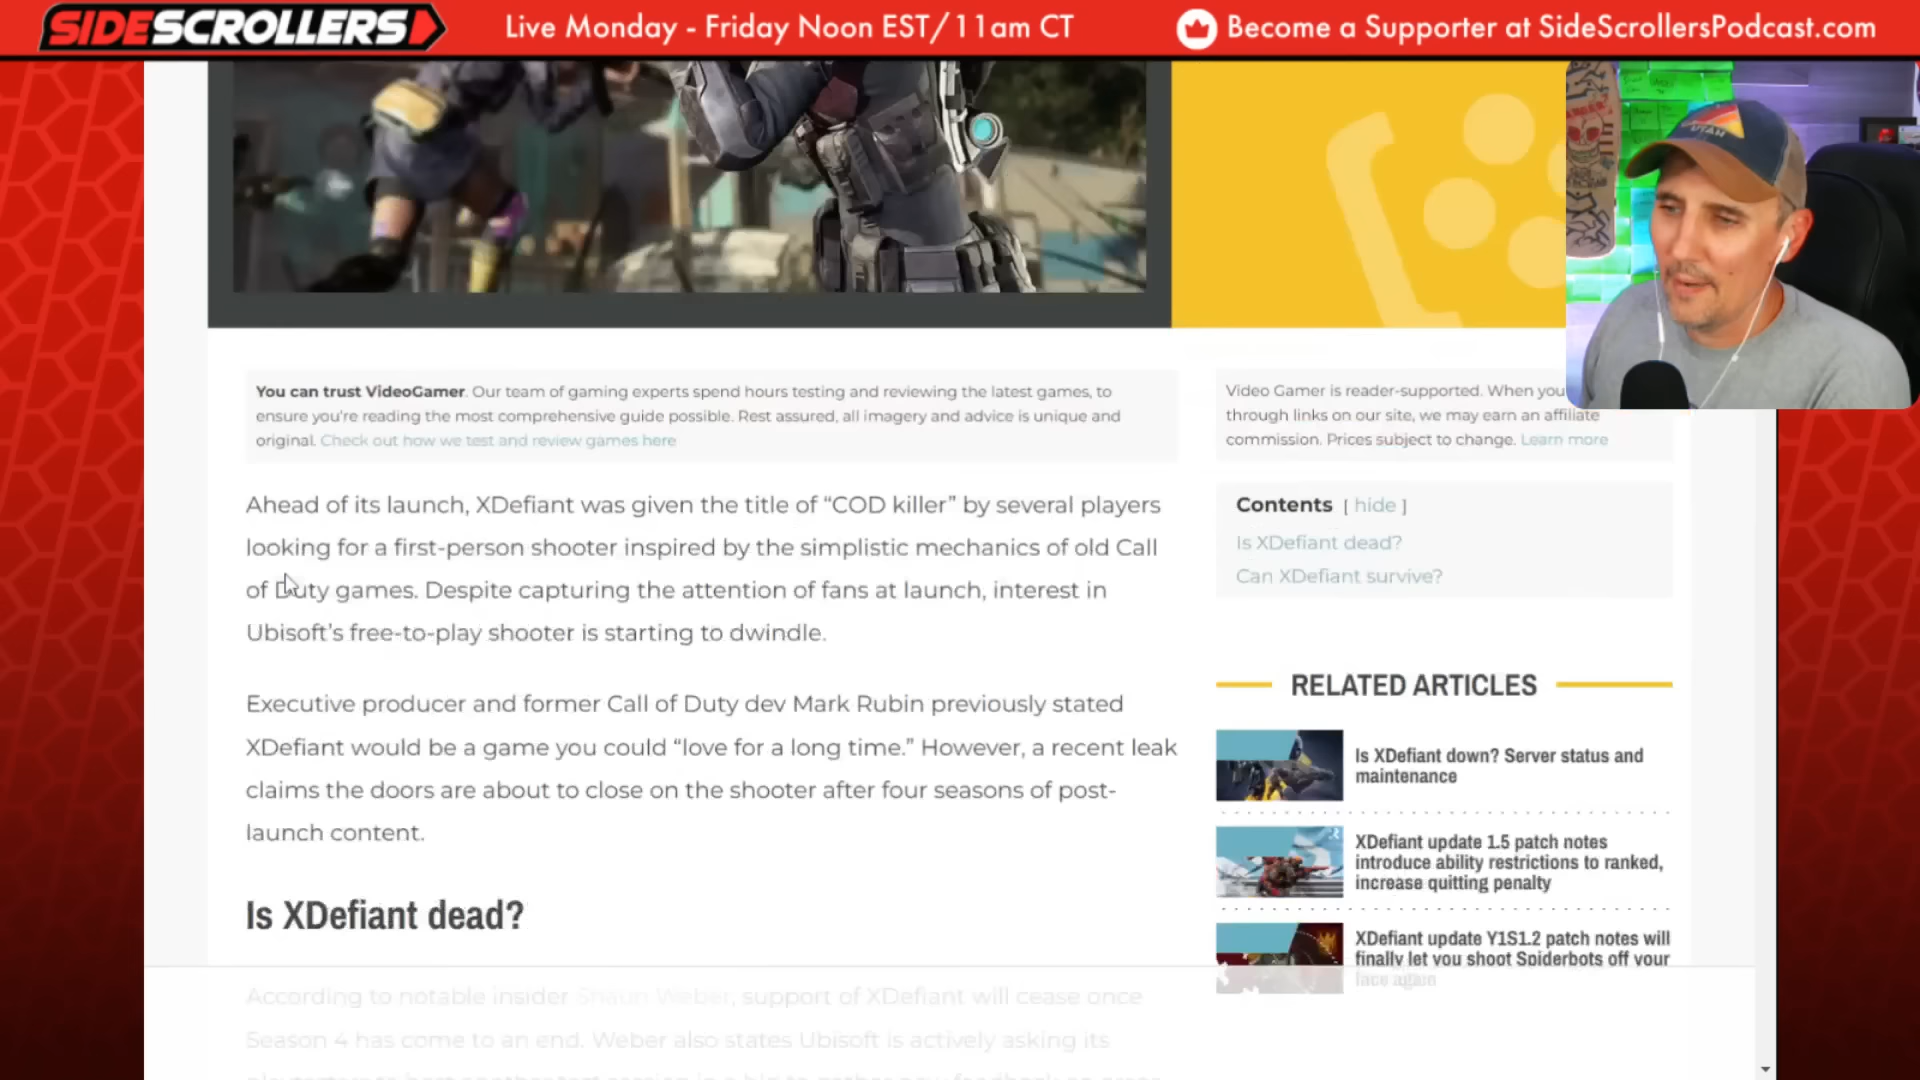 SIDESCROLLERS
Live Monday - Friday Noon EST/11am CT
Become a Supporter at SideScrollersPodcast.com
UTAH
You can trust VideoGamer. Our team of gaming experts spend hours testing and reviewing the latest games, to
ensure you're reading the most comprehensive guide possible. Rest assured, all imagery and advice is unique and
original. Check out how we test and review games here
Ahead of its launch, XDefiant was given the title of “COD killer” by several players
looking for a first-person shooter inspired by the simplistic mechanics of old Call
of Duty games. Despite capturing the attention of fans at launch, interest in
Ubisoft’s free-to-play shooter is starting to dwindle.
Executive producer and former Call of Duty dev Mark Rubin previously stated
XDefiant would be a game you could “love for a long time.” However, a recent leak
claims the doors are about to close on the shooter after four seasons of post-
launch content.
Is XDefiant dead?
According to notable insider Shaun Weber, support of XDefiant will cease once
Season 4 has come to an end. Weber also states Ubisoft is actively asking its
Video Gamer is reader-supported. When you
through links on our site, we may earn an affiliate
commission. Prices subject to change. Learn more
Contents [ hide ]
Is XDefiant dead?
Can XDefiant survive?
RELATED ARTICLES
Is XDefiant down? Server status and
maintenance
XDefiant update 1.5 patch notes
introduce ability restrictions to ranked,
increase quitting penalty
XDefiant update Y1S1.2 patch notes will
finally let you shoot Spiderbots off your
face again